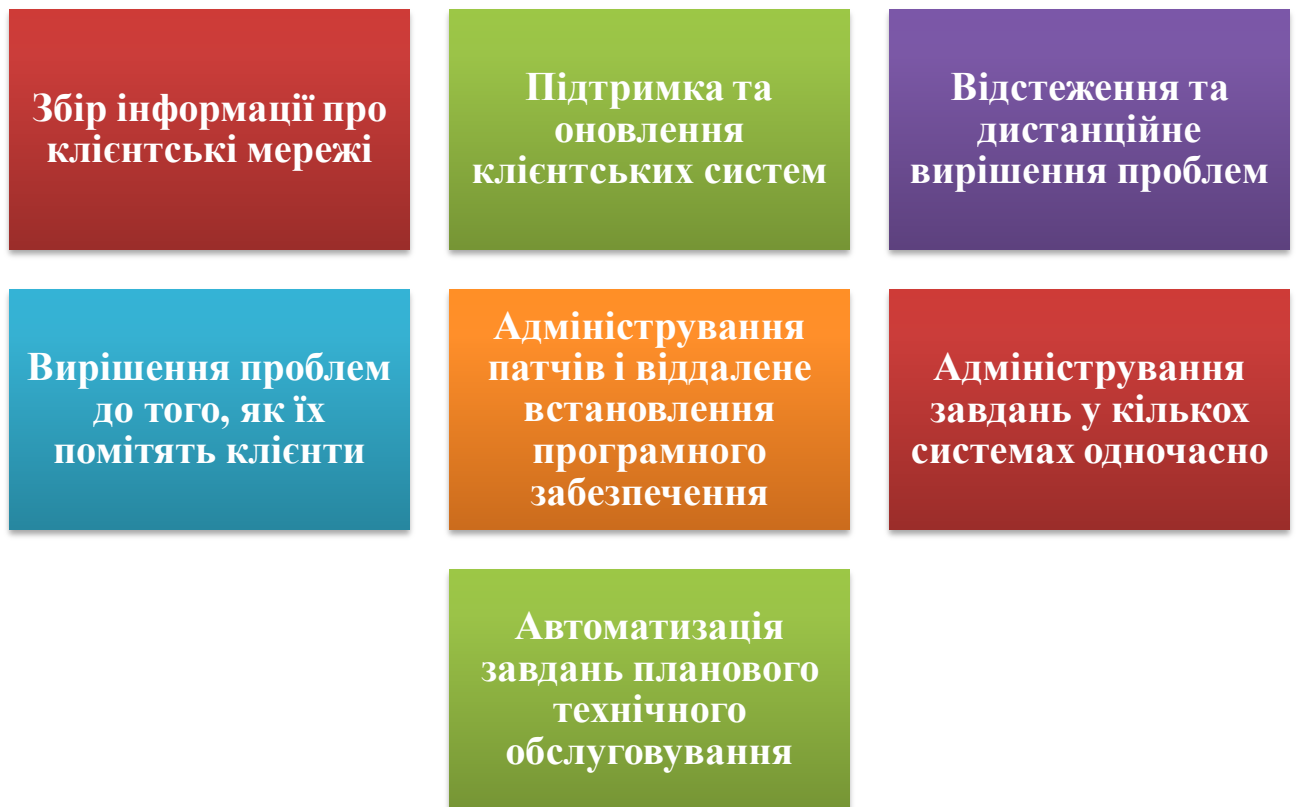 Збір інформації про
клієнтські мережі
Підтримка та
оновлення
клієнтських систем
Відстеження та
дистанційне
вирішення проблем
Вирішення проблем
до того, як їх
помітять клієнти
Адміністрування
патчів і віддалене
встановлення
програмного
забезпечення
Адміністрування
завдань у кількох
системах одночасно
Автоматизація
завдань планового
технічного
обслуговування